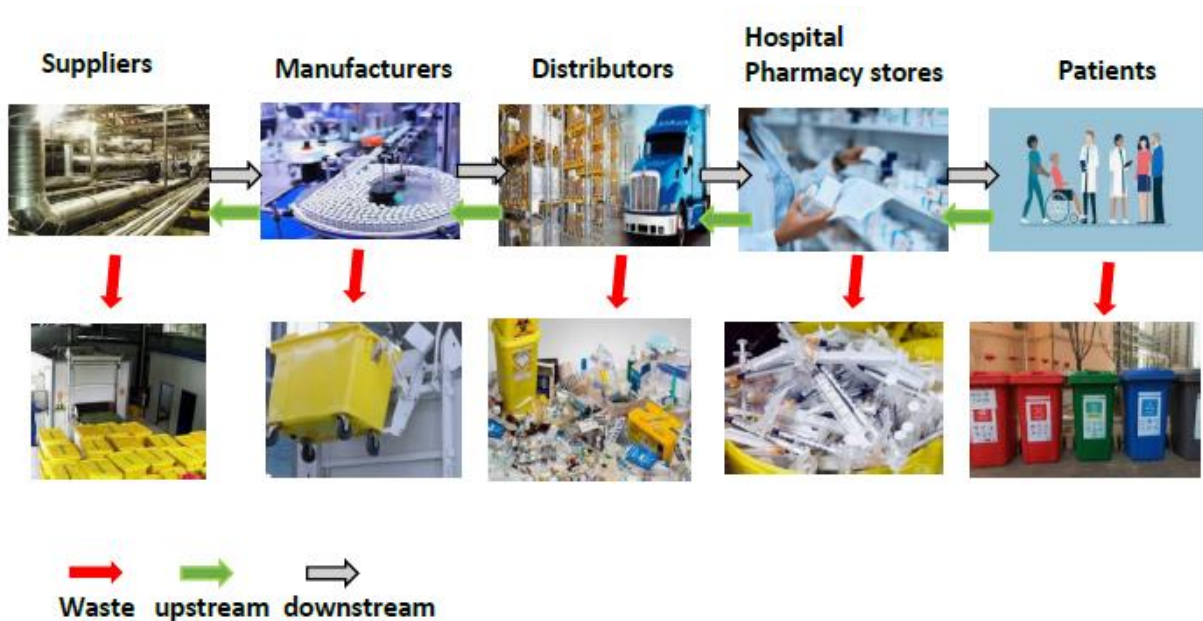 Suppliers
Manufacturers
Distributors
Hospital
Pharmacy stores
Patients
Waste
upstream
downstream